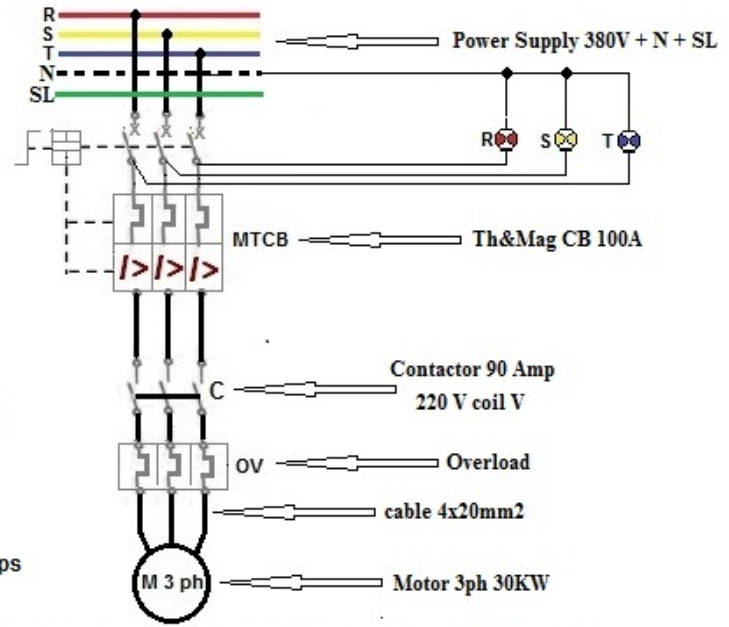 R
S
T
N
SL
Power Supply 380V + N + SL
R
S
T
MTCB
Th&Mag CB 100A
/>
/>
/>
C
Contactor 90 Amp
220 V coil V
OV
Overload
cable 4x20mm2
ps
M 3 ph
Motor 3ph 30KW